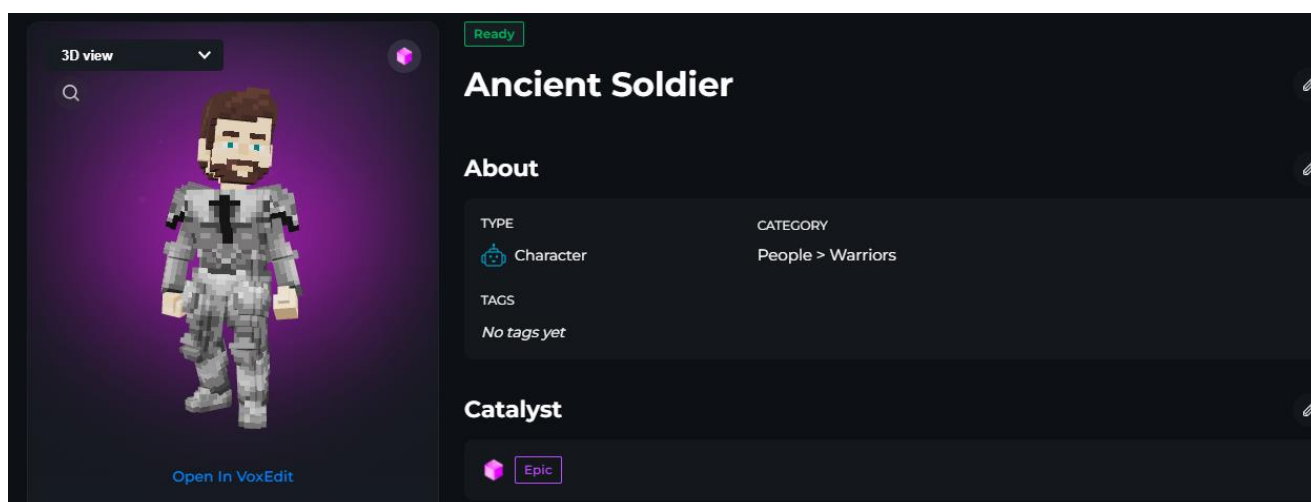 3D view
Open In VoxEdit
Ready
Ancient Soldier
About
TYPE
CATEGORY
Character
People > Warriors
TAGS
No tags yet
Catalyst
Epic